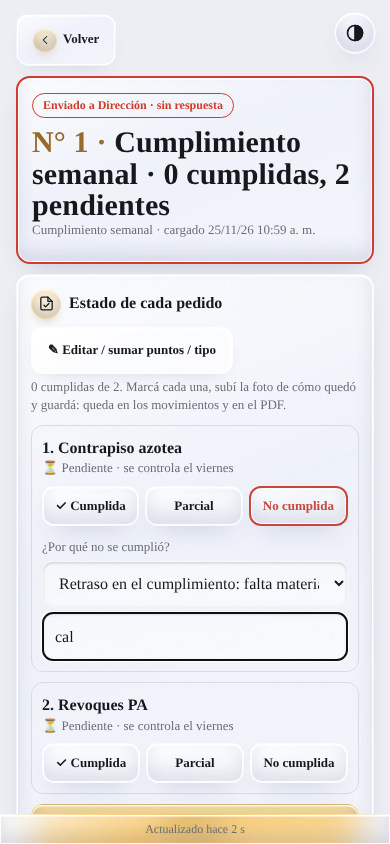 Volver
Enviado a Dirección · sin respuesta
N° 1 · Cumplimiento
semanal · 0 cumplidas, 2
pendientes
Cumplimiento semanal · cargado 25/11/26 10:59 a. m.
Estado de cada pedido
✎ Editar / sumar puntos / tipo
0 cumplidas de 2. Marcá cada una, subí la foto de cómo quedó
y guardá: queda en los movimientos y en el PDF.
1. Contrapiso azotea
⏳ Pendiente · se controla el viernes
✓ Cumplida Parcial No cumplida
¿Por qué no se cumplió?
Retraso en el cumplimiento: falta materia
cal
2. Revoques PA
⏳ Pendiente · se controla el viernes
✓ Cumplida Parcial No cumplida
Actualizado hace 2 s